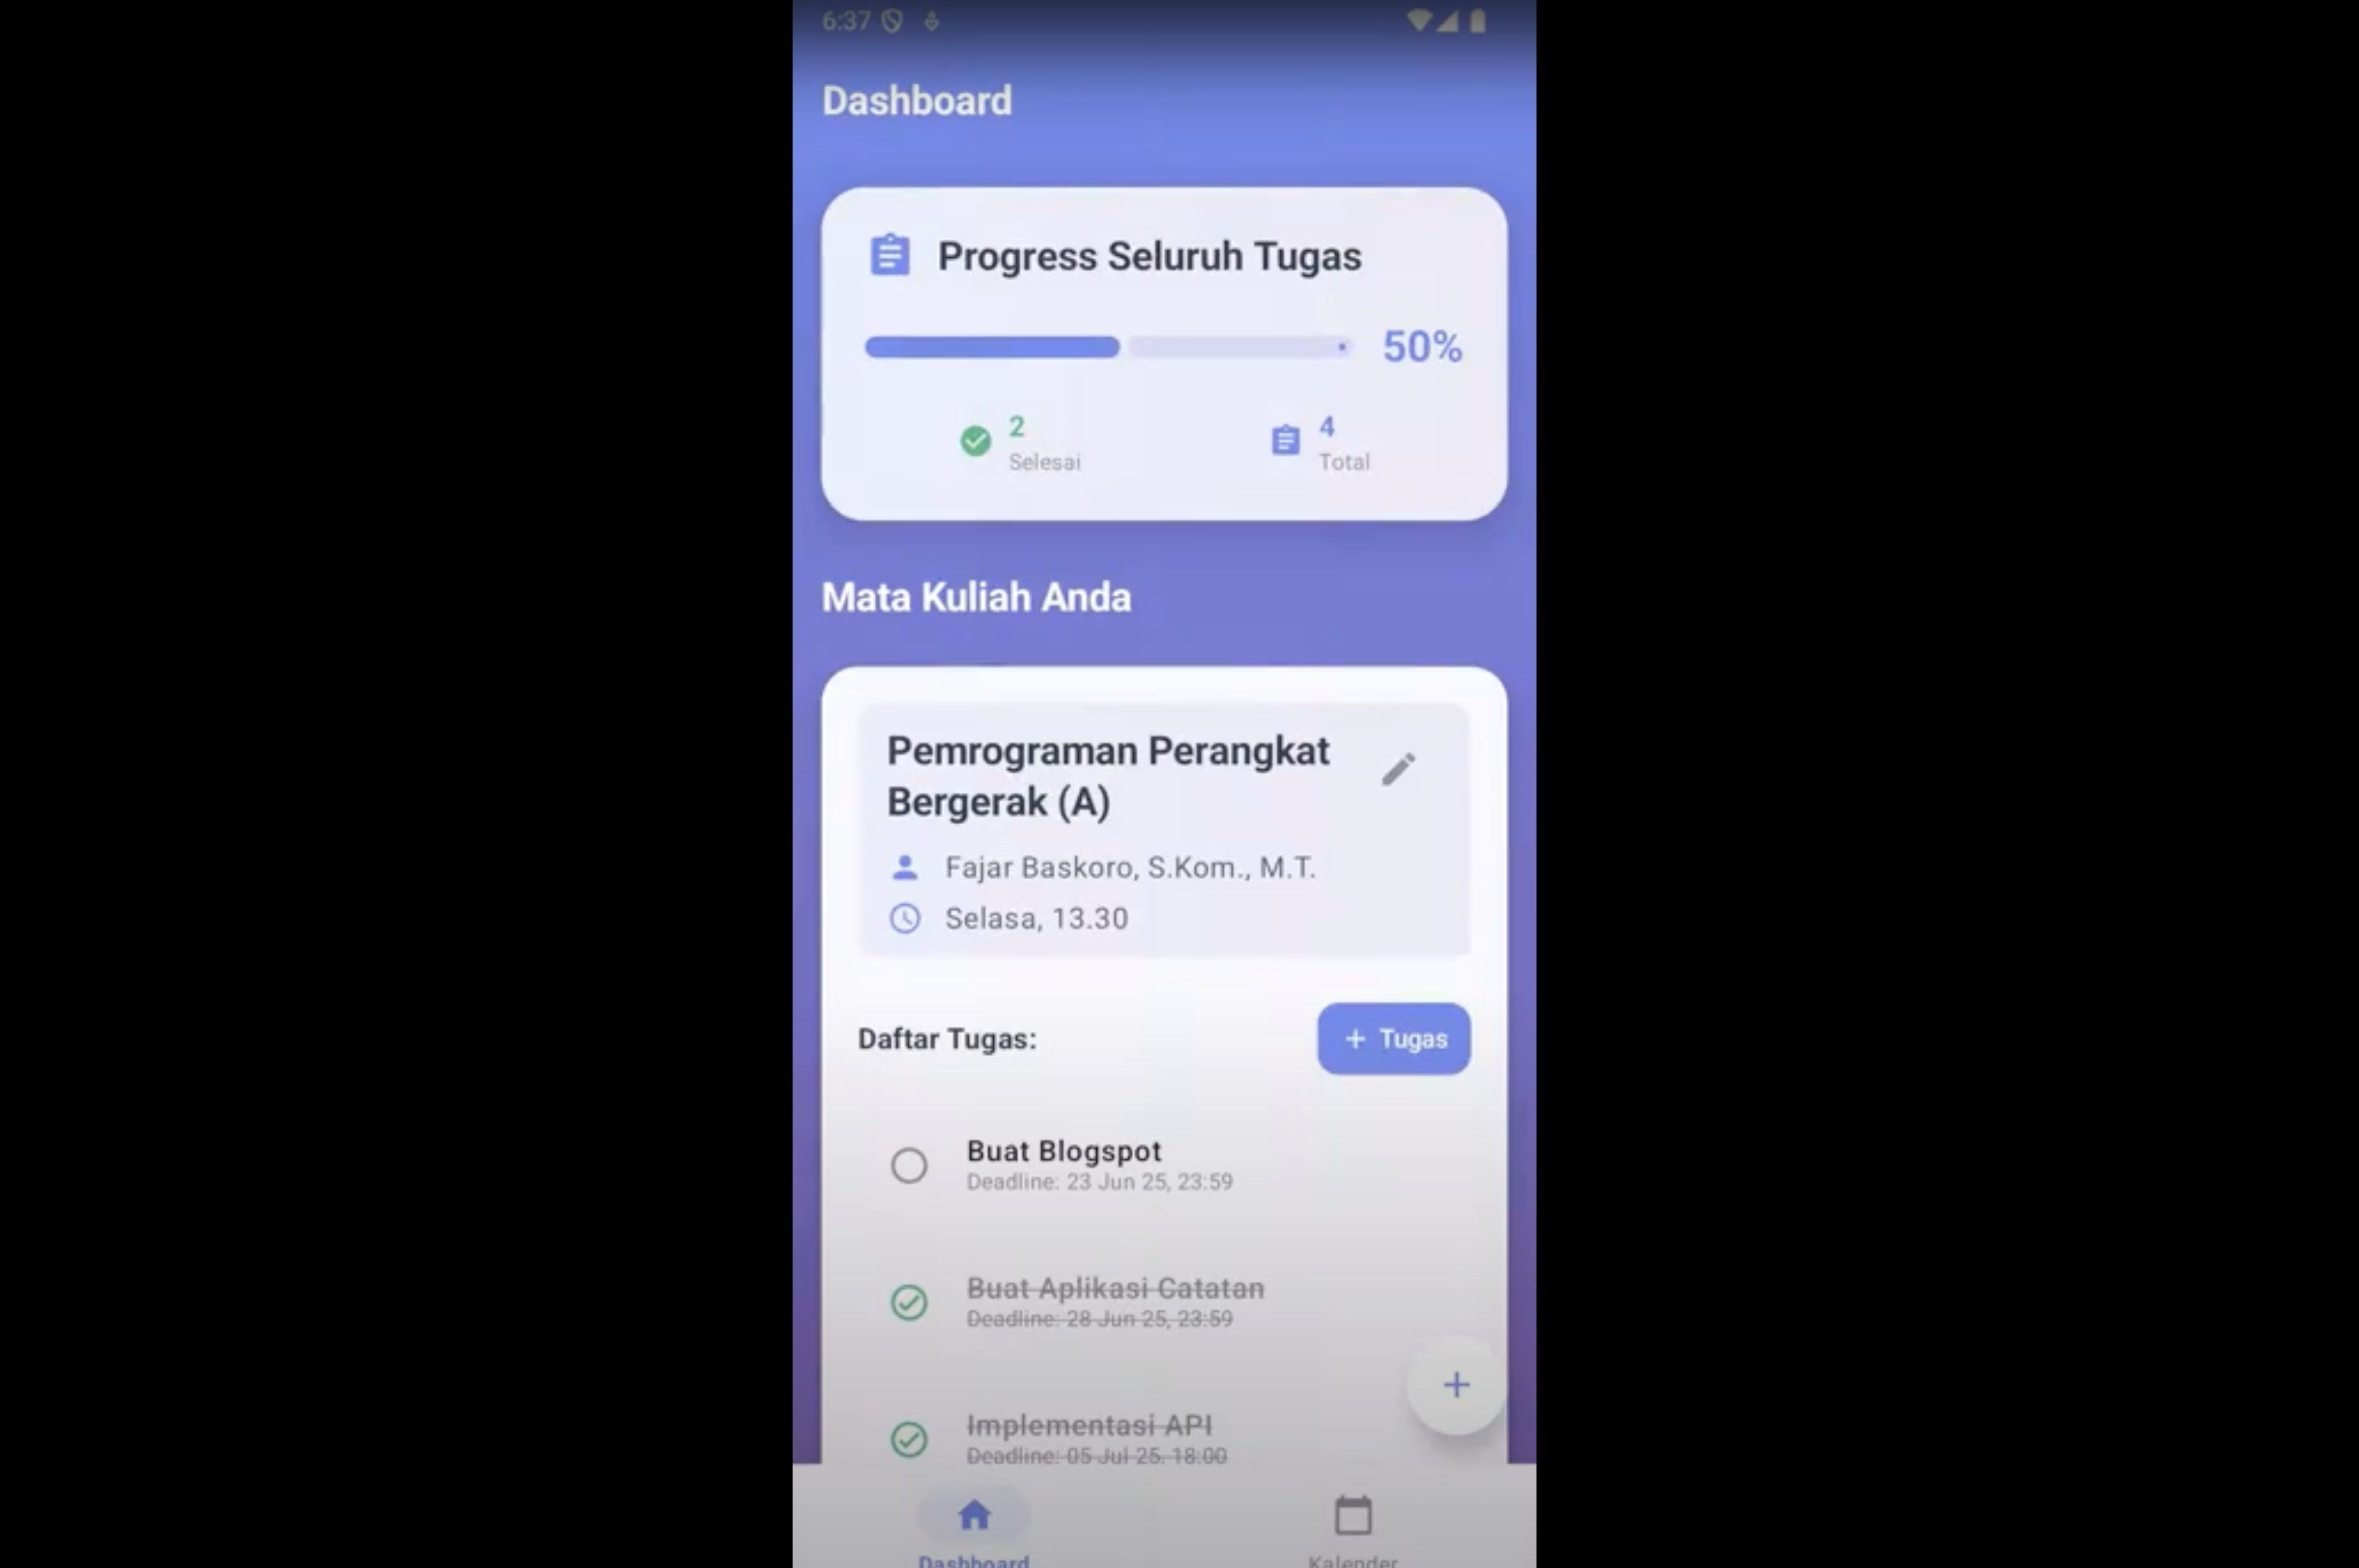 6:37
Dashboard
Progress Seluruh Tugas
50%
2
Selesai
4
Total
Mata Kuliah Anda
Pemrograman Perangkat
Bergerak (A)
Fajar Baskoro, S.Kom., M.T.
Selasa, 13.30
Daftar Tugas:
+ Tugas
Buat Blogspot
Deadline: 23 Jun 25, 23:59
Buat Aplikasi Catatan
Deadline: 28 Jun 25, 23:59
Implementasi API
Deadline: 05 Jul 25, 18:00
Dashboard
Kalender